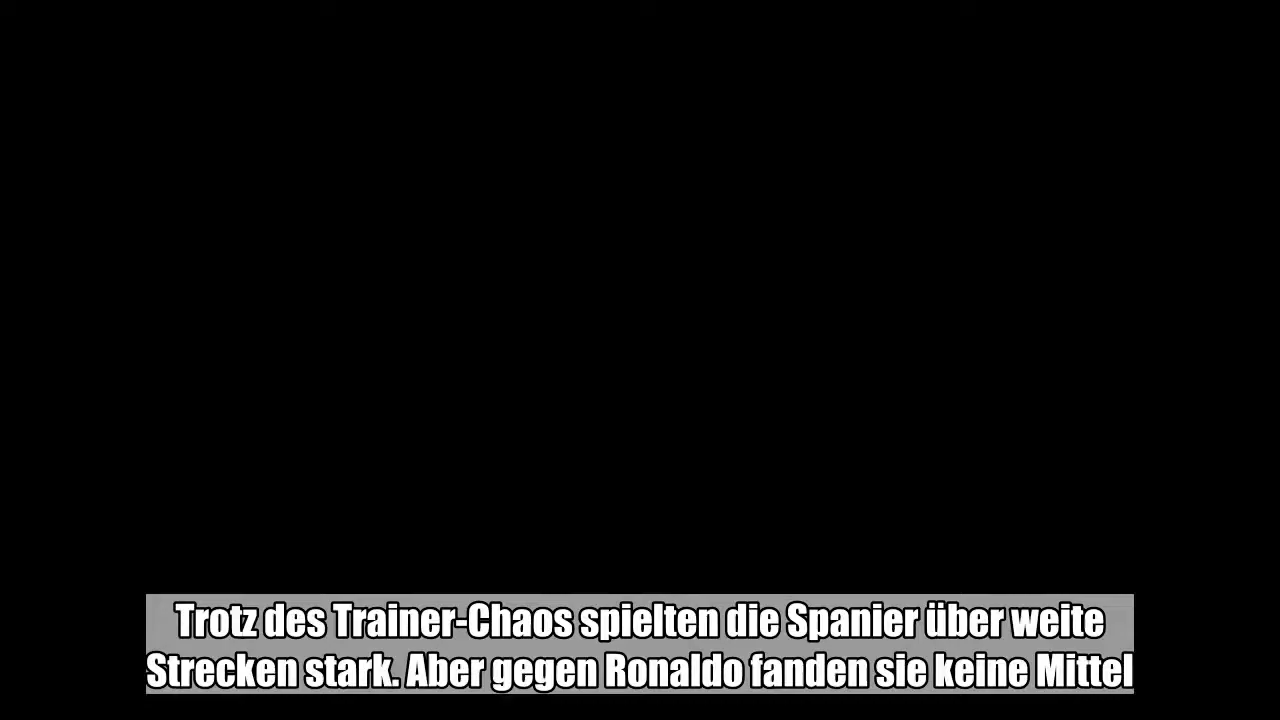 Trotz des Trainer-Chaos spielten die Spanier über weite
Strecken stark. Aber gegen Ronaldo fanden sie keine Mittel